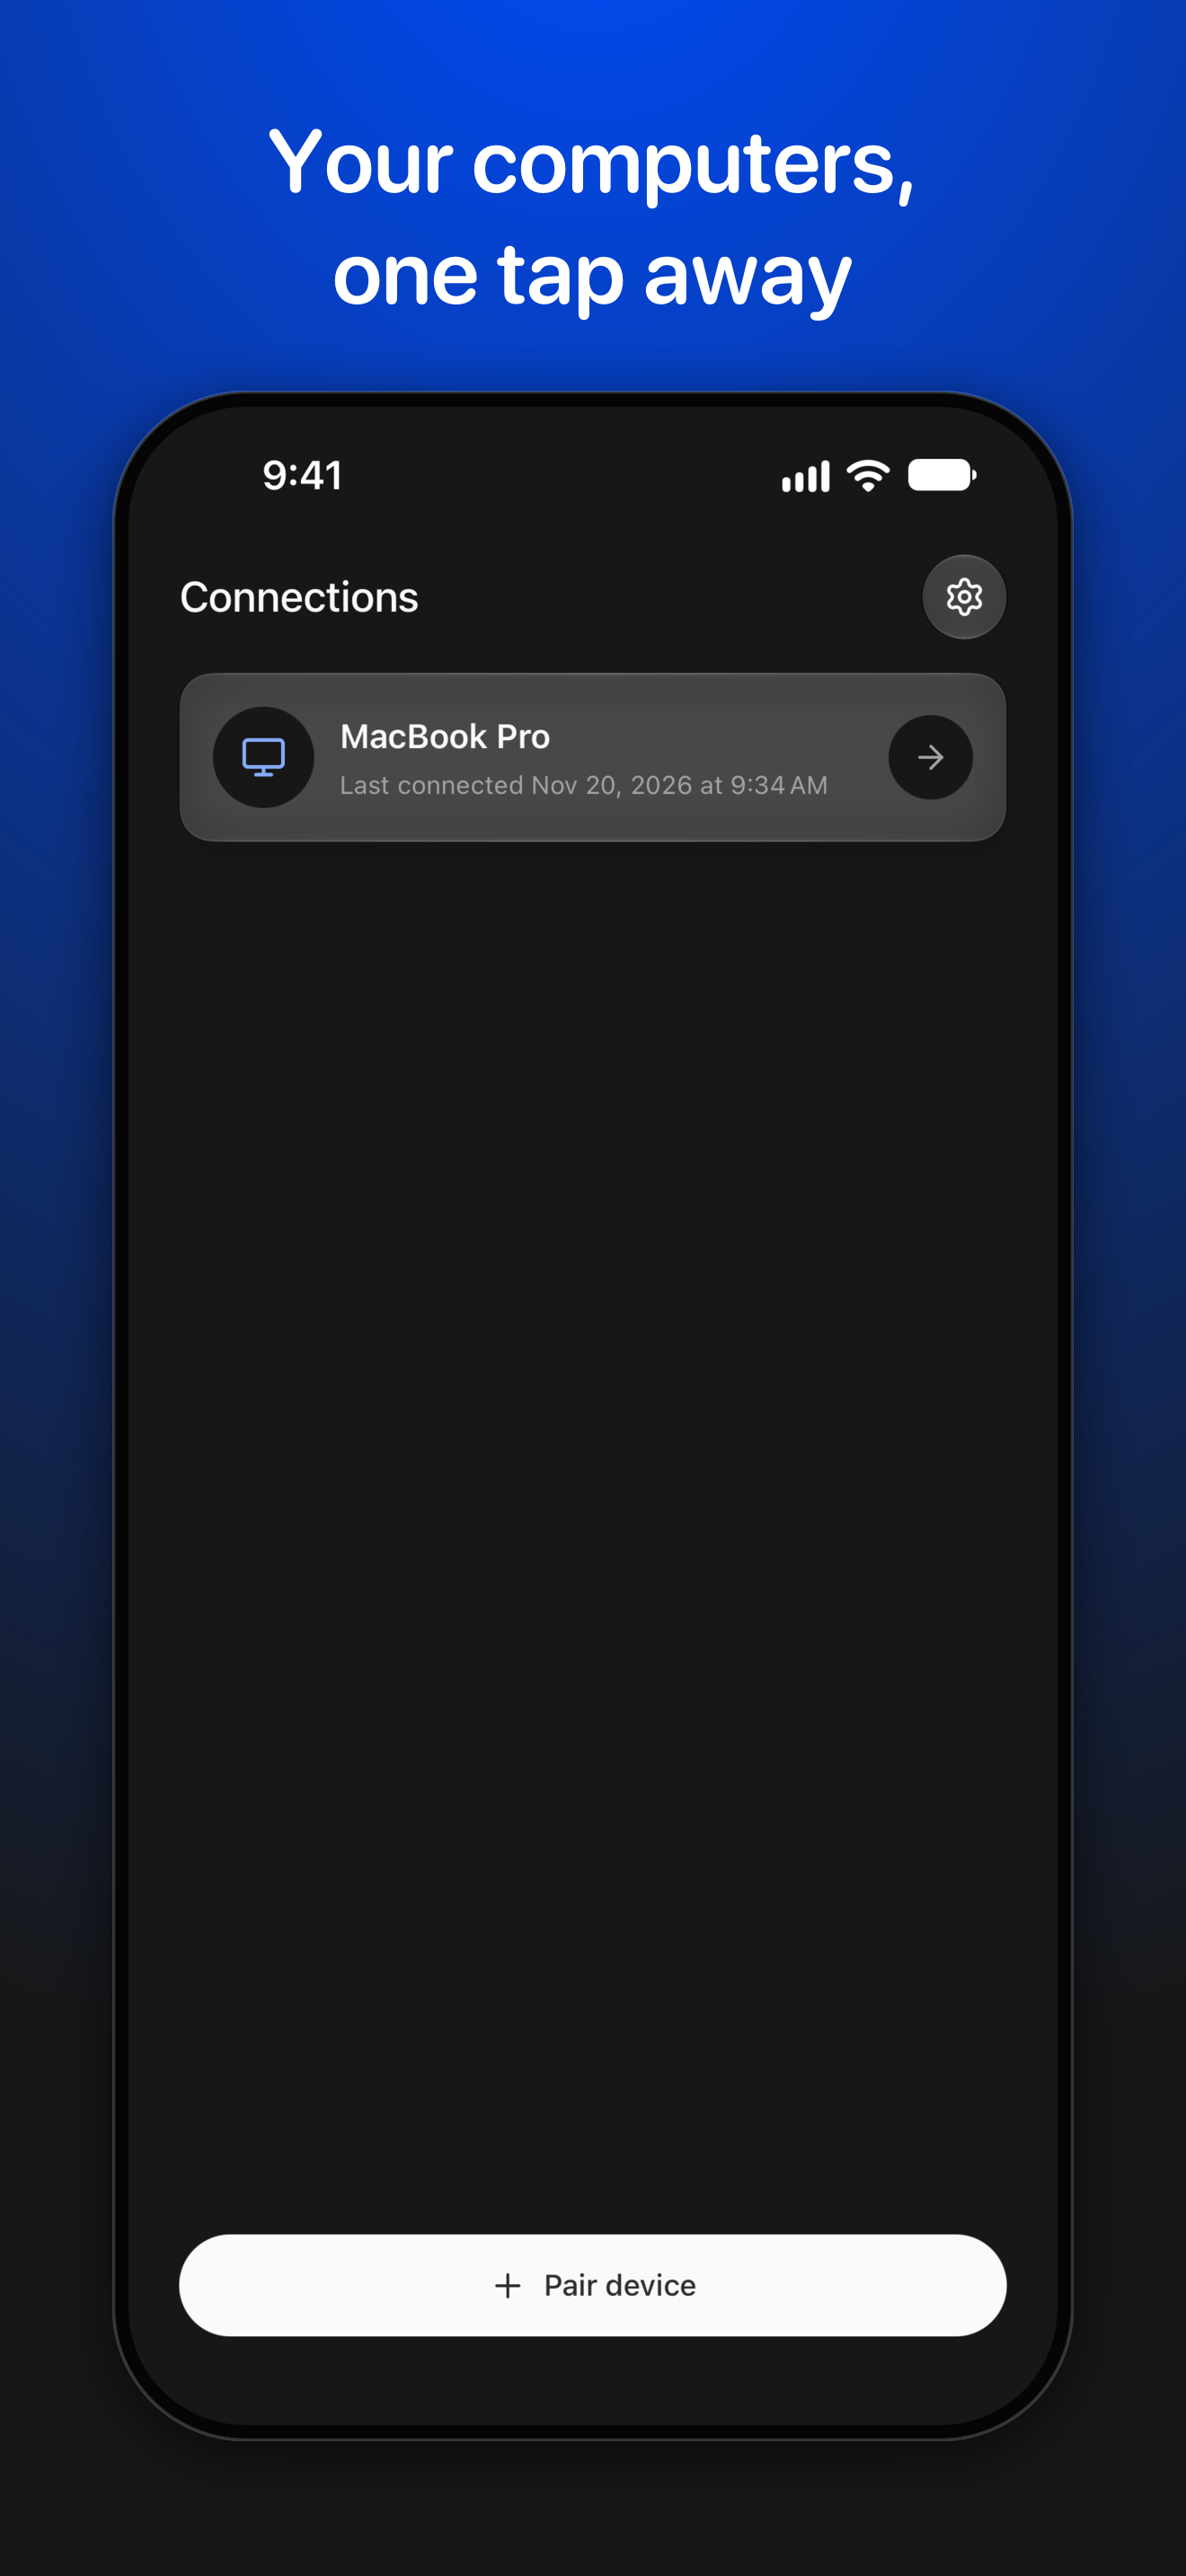 Your computers,
one tap away
9:41
Connections
MacBook Pro
Last connected Nov 20, 2026 at 9:34 AM
Pair device